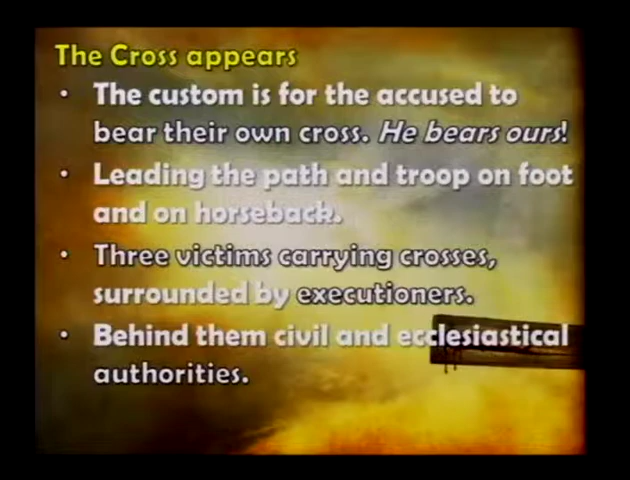 The Cross appears
• The custom is for the accused to
bear their own cross. He bears ours!
• Leading the path and troop on foot
and on horseback.
• Three victims carrying crosses,
surrounded by executioners.
• Behind them civil and ecclesiastical
authorities.